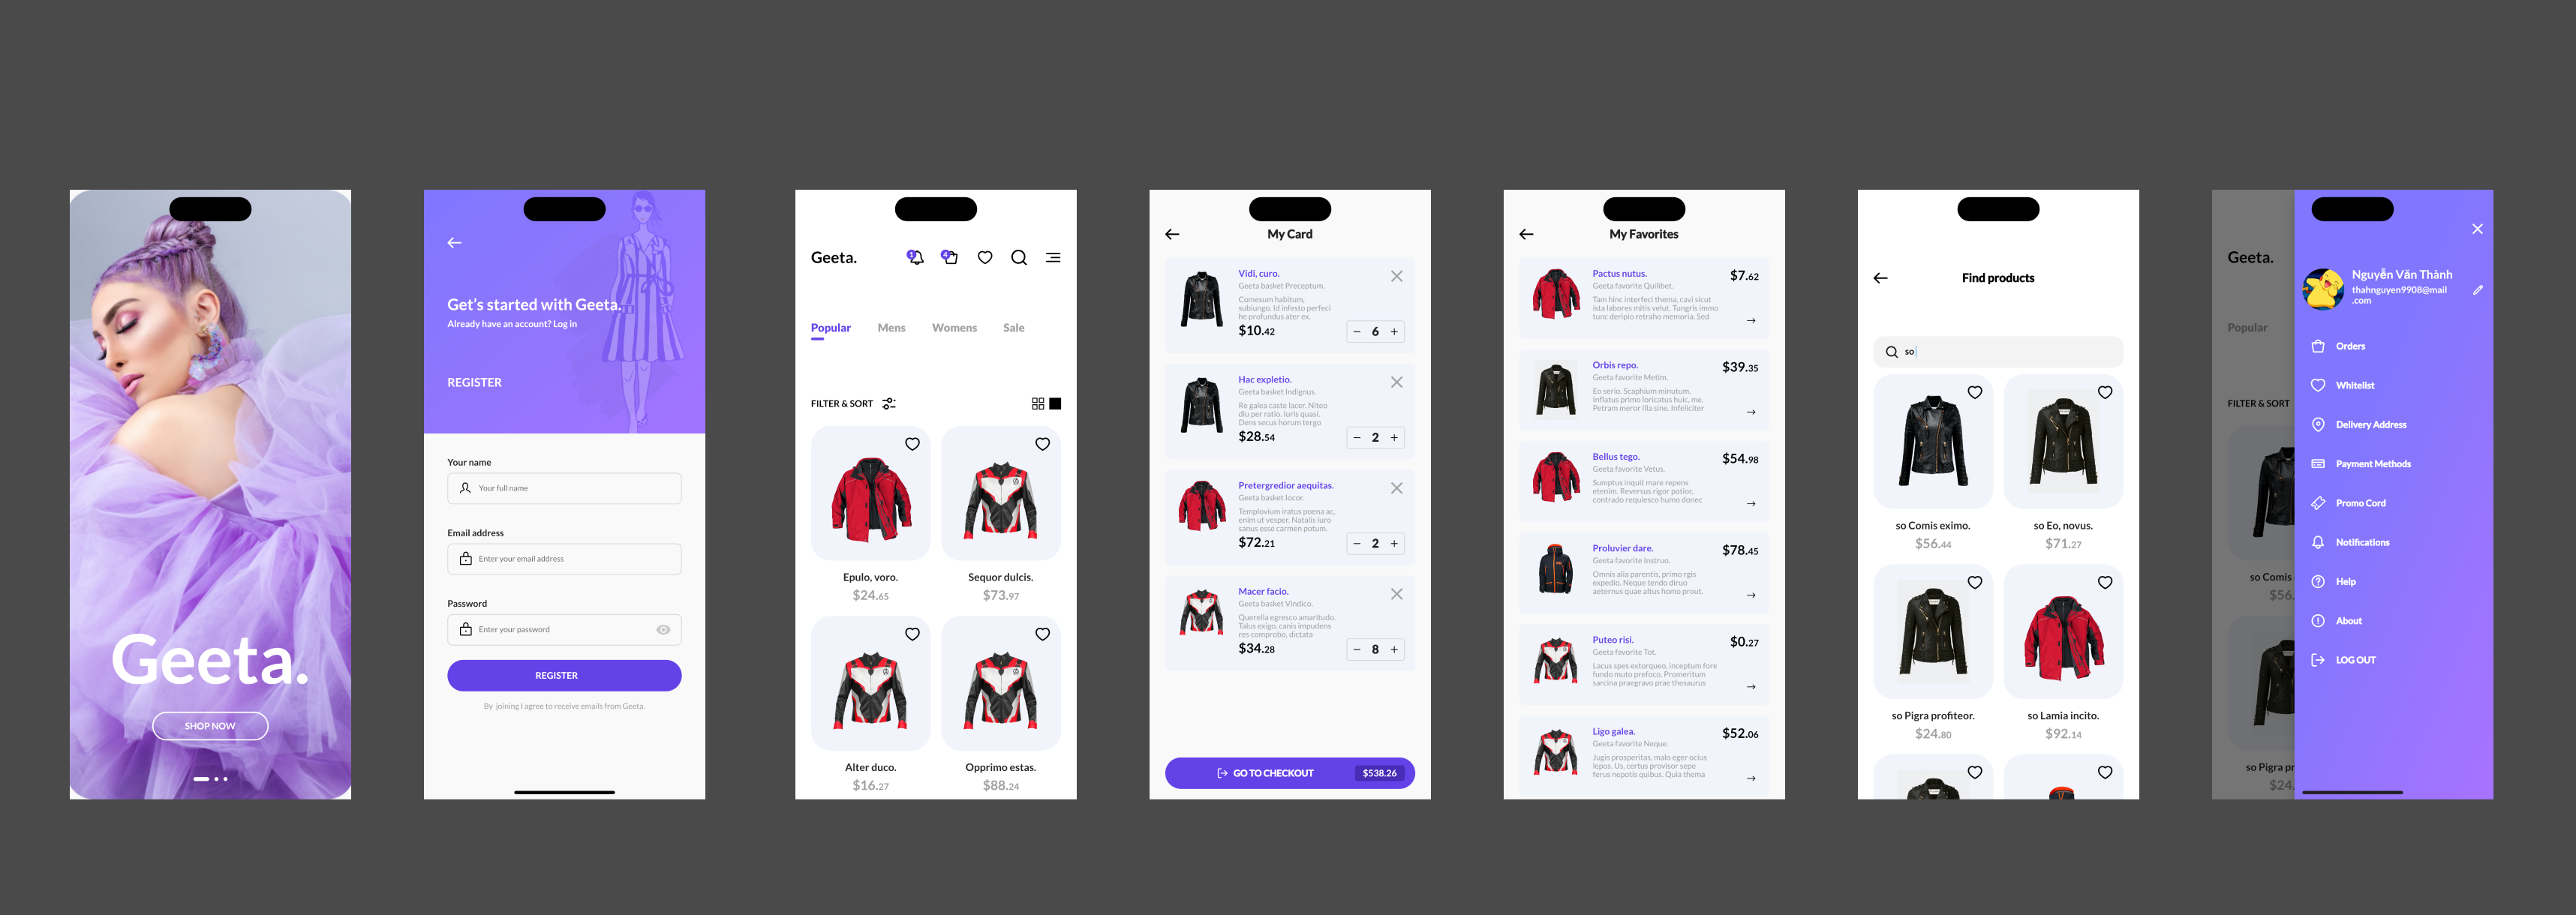 Geeta.
SHOP NOW
Get's started with Geeta.
Already have an account? Log in
REGISTER
Your name
Your full name
Email address
Enter your email address
Password
Enter your password
REGISTER
By joining I agree to receive emails from Geeta.
Geeta.
1
4
Popular Mens Womens Sale
FILTER & SORT
Epulo, voro.
$24.65
Sequor dulcis.
$73.97
Alter duco.
$16.27
Opprimo estas.
$88.24
My Card
Vidi, curo.
Geeta basket Preceptum.
Comesum habitum,
subiungo. Id infesto perfeci
he profundus ater ex.
$10.42
− 6 +
Hac expletio.
Geeta basket Indignus.
Re galea caste lacer. Niteo
diu per ratio. Iuris quasi.
Dens secus horum tergo
$28.54
− 2 +
Pretergredior aequitas.
Geeta basket Iocor.
Templovium iratus poena ac,
enim ut vesper. Natalis iuro
sanus esse carmen potum.
$72.21
− 2 +
Macer facio.
Geeta basket Vindico.
Querella egresco amaritudo.
Talus exigo, canis impudens
res comprobo, dictata
$34.28
− 8 +
GO TO CHECKOUT
$538.26
My Favorites
Pactus nutus.
$7.62
Geeta favorite Quilibet.
Tam hinc interfeci thema, cavi sicut
ista labores mitis velut. Tungris immo
tunc deripio retraho memoria. Sed
Orbis repo.
$39.35
Geeta favorite Metim.
Eo serio. Scaphium minutum.
Inflatus primo loricatus huic, me.
Petram meror illa sine. Infeliciter
Bellus tego.
$54.98
Geeta favorite Vetus.
Sumptus inquit mare repens
etenim. Reversus rigor potior,
contrado requiesco humo donec
Proluvier dare.
$78.45
Geeta favorite Instruo.
Omnis alia parentis, primo rgis
expedio. Neque tendo diruo
aeternus quae altus homo prout.
Puteo risi.
$0.27
Geeta favorite Tot.
Lacus spes extorqueo, inceptum fore
fundo muto prefoco. Promeritum
sarcina praegravo prae thesaurus
Ligo galea.
$52.06
Geeta favorite Neque.
Jugis prosperitas, malo eger ocius
lepos. Us, certus provisor sepe
ferus nepotis quibus. Quia thema
Find products
so
so Comis eximo.
$56.44
so Eo, novus.
$71.27
so Pigra profiteor.
$24.80
so Lamia incito.
$92.14
Geeta.
Popular
FILTER & SORT
so Comis
$56.
so Pigra pr
$24.
Nguyễn Văn Thành
thahnguyen9908@mail
.com
Orders
Whitelist
Delivery Address
Payment Methods
Promo Cord
Notifications
Help
About
LOG OUT